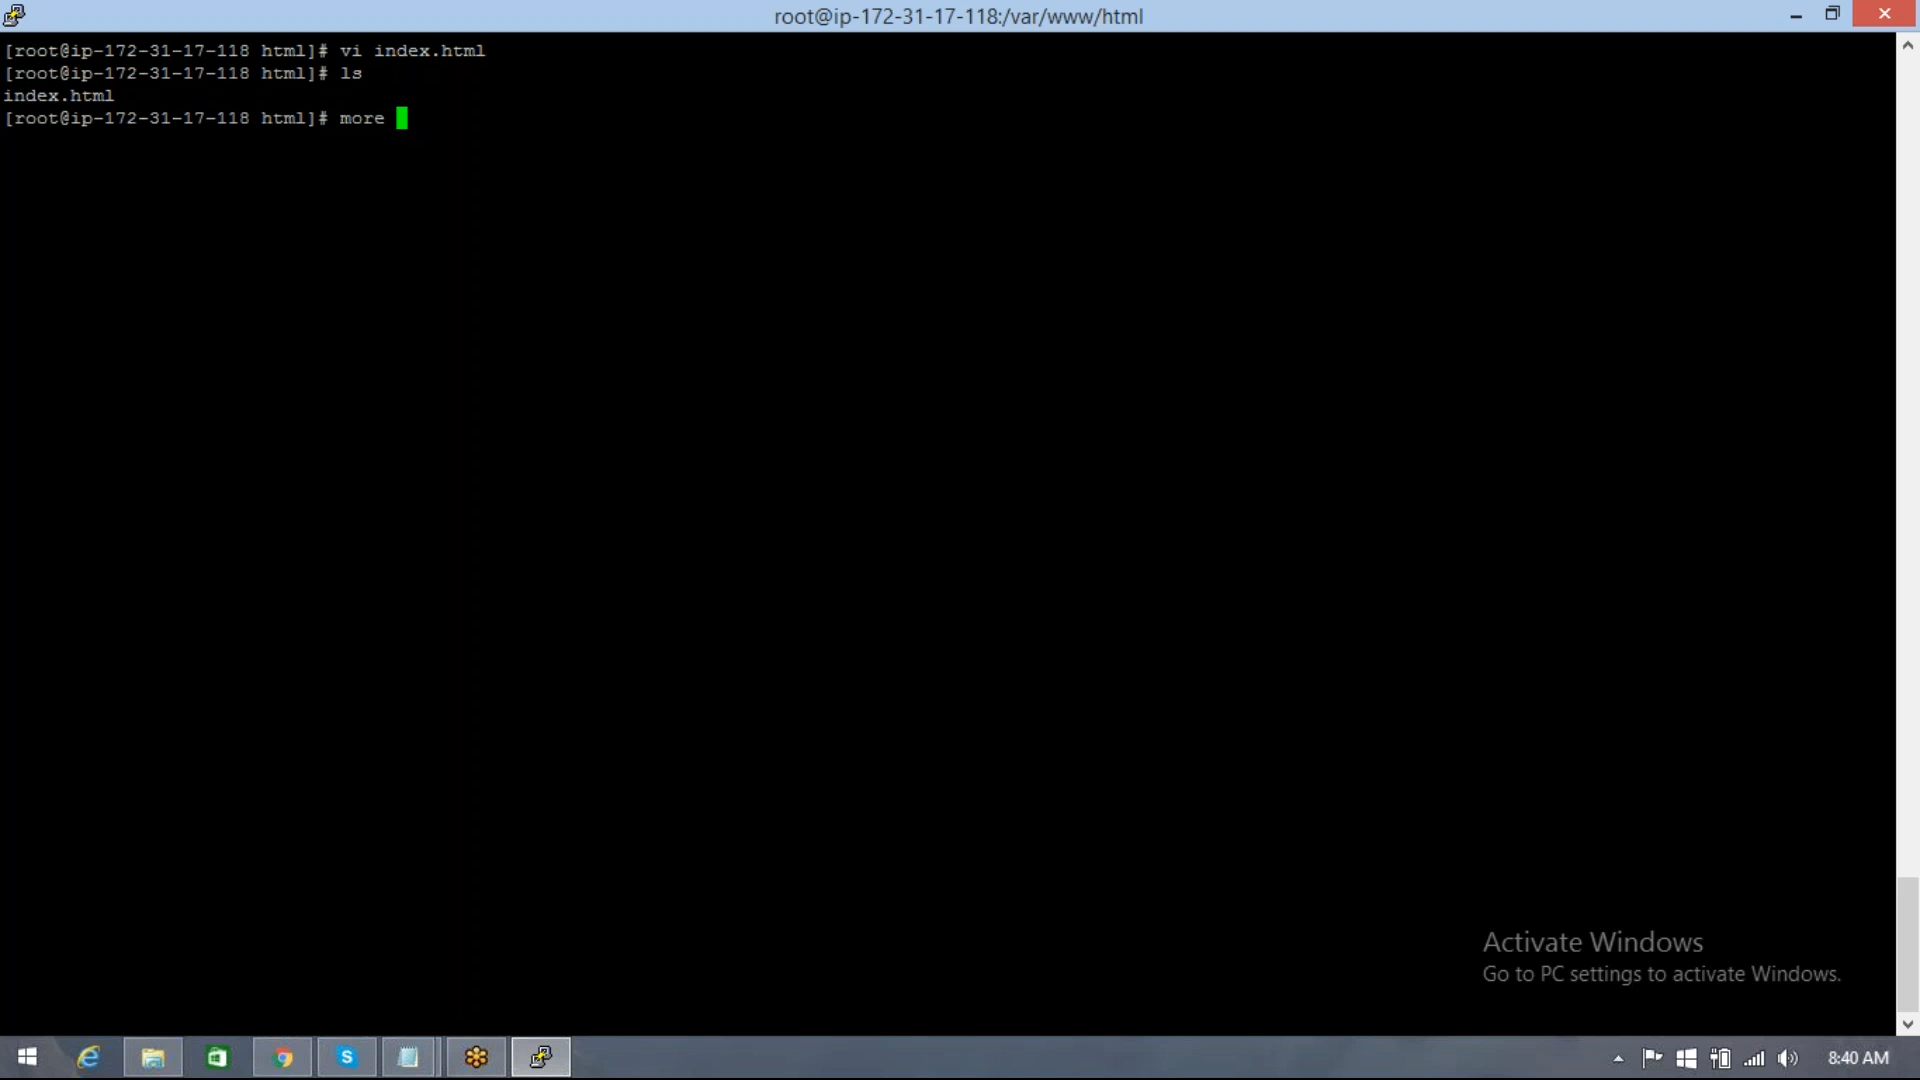 root@ip-172-31-17-118:/var/www/html
[root@ip-172-31-17-118 html]# vi index.html
[root@ip-172-31-17-118 html]# ls
index.html
[root@ip-172-31-17-118 html]# more
Activate Windows
Go to PC settings to activate Windows.
8:40 AM